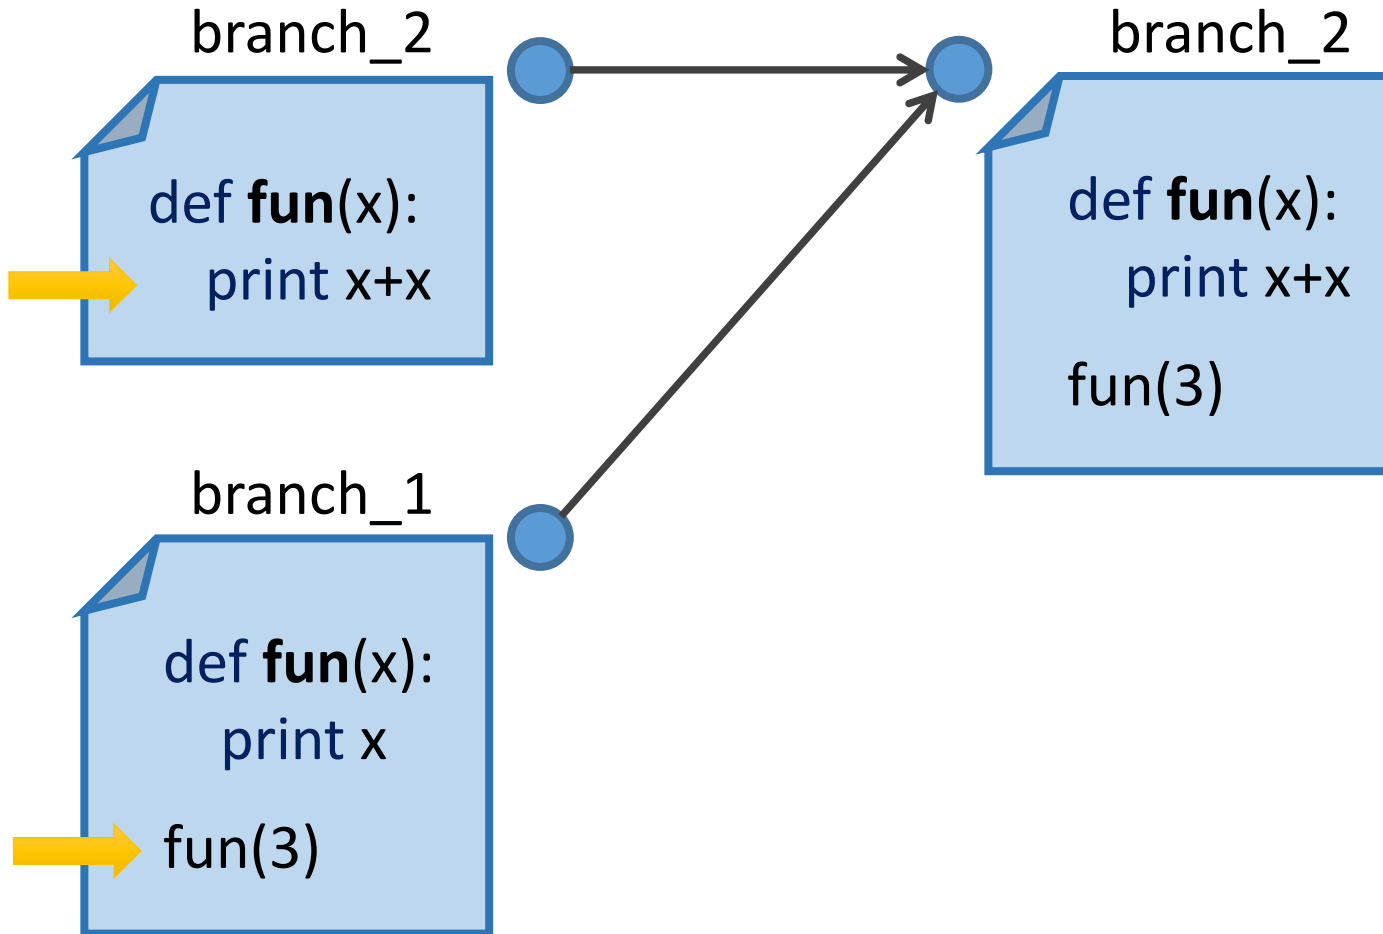 branch_2
def fun(x):
print x+x
branch_2
def fun(x):
print x+x
fun(3)
branch_1
def fun(x):
print x
fun(3)